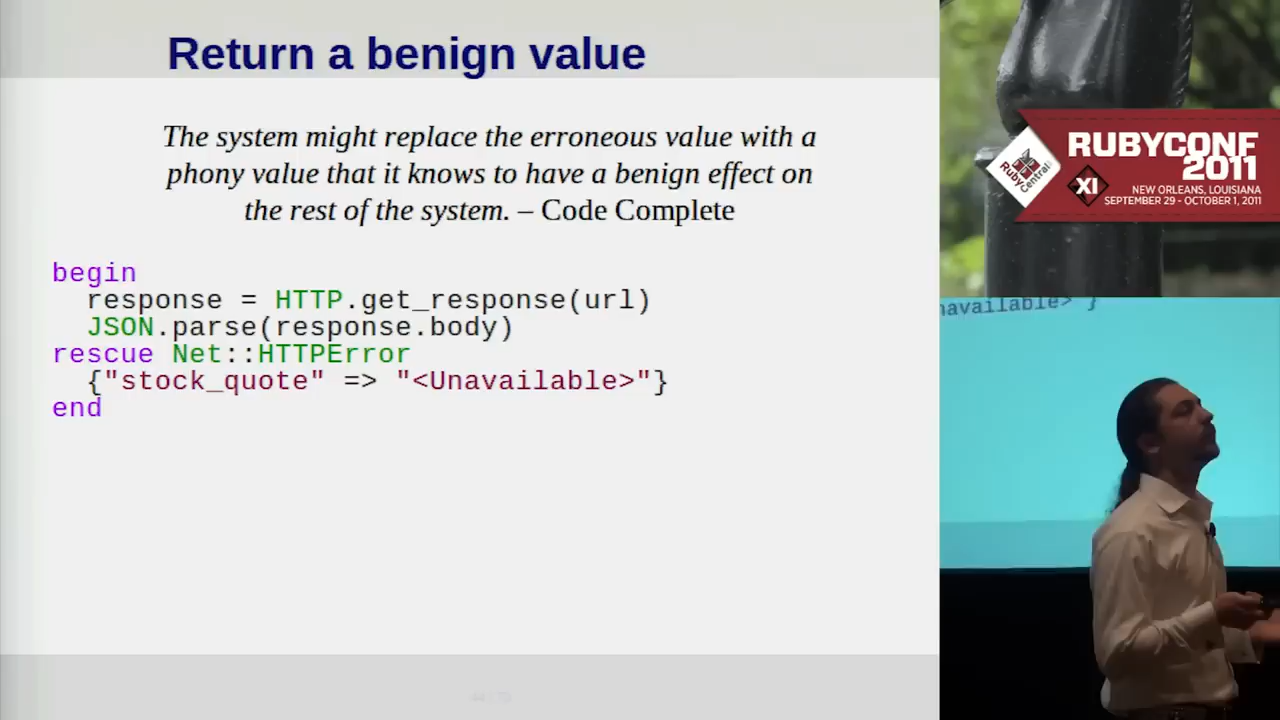 Return a benign value
The system might replace the erroneous value with a
phony value that it knows to have a benign effect on
the rest of the system. – Code Complete
begin
  response = HTTP.get_response(url)
  JSON.parse(response.body)
rescue Net::HTTPError
  {"stock_quote" => "<Unavailable>"}
end
RubyCentral
XI
RUBYCONF
2011
NEW ORLEANS, LOUISIANA
SEPTEMBER 29 - OCTOBER 1, 2011
navailable>" }